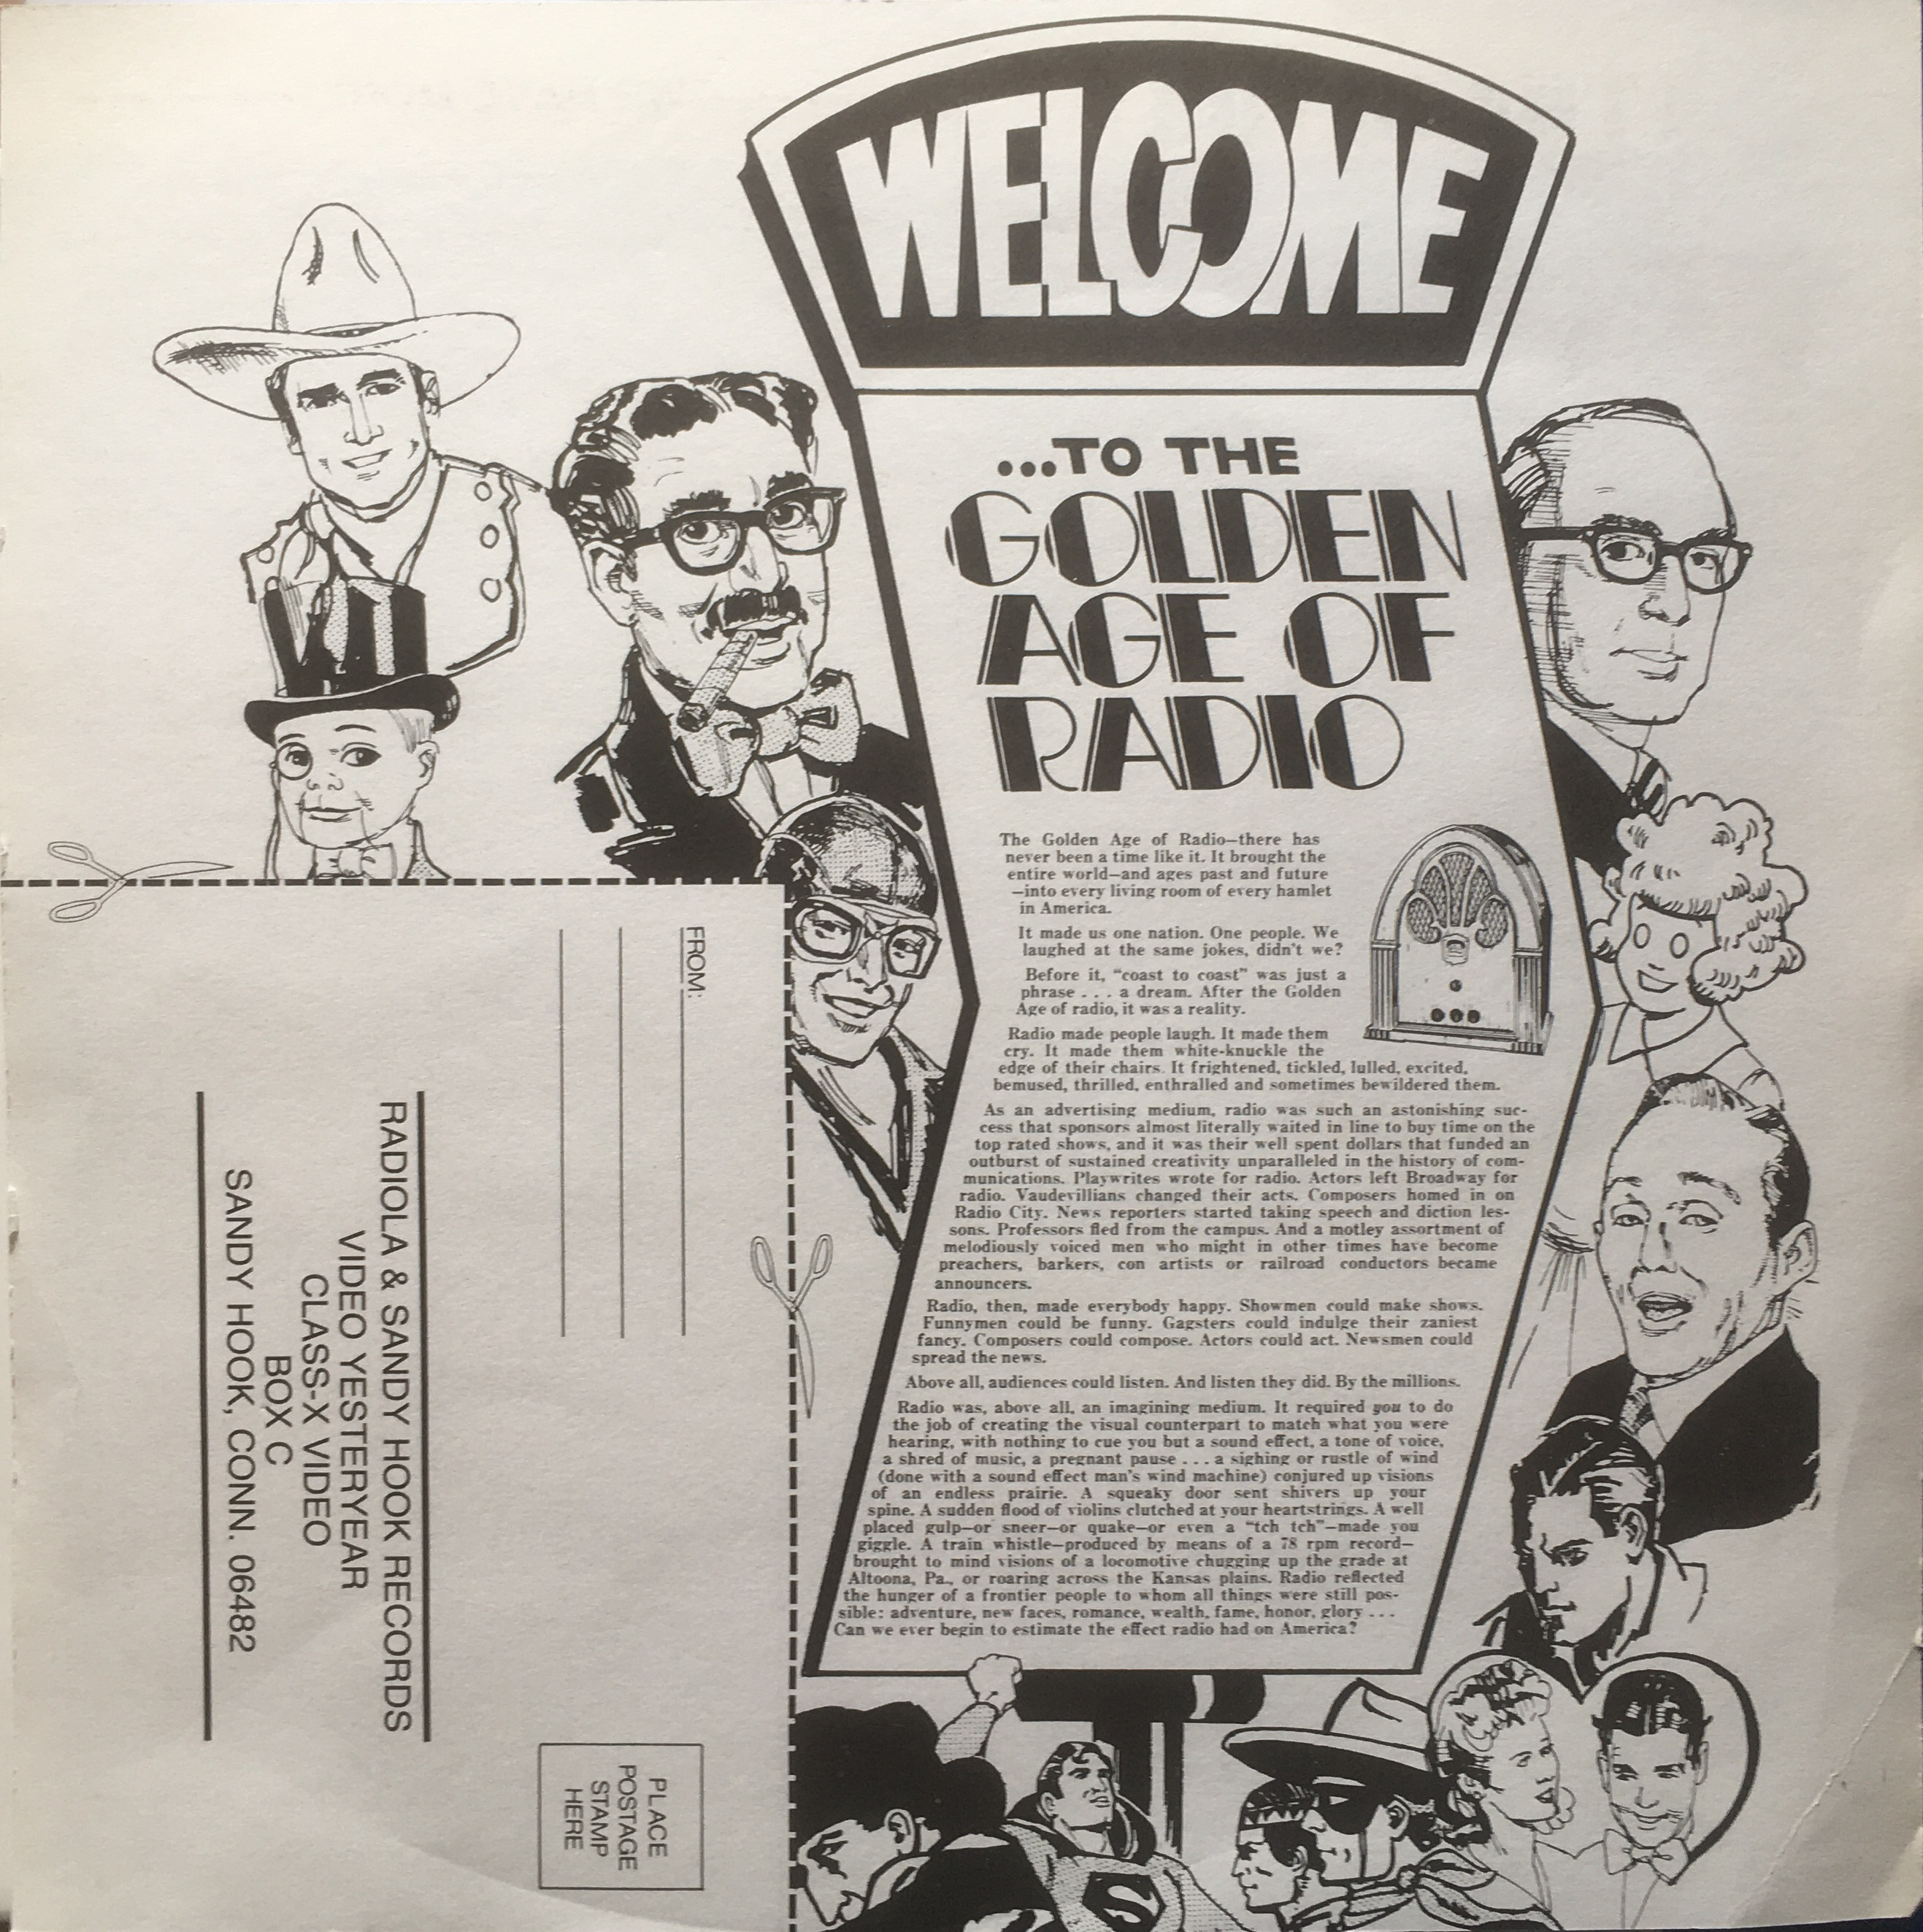 WELCOME
...TO THE
GOLDEN
AGE OF
RADIO
The Golden Age of Radio—there has
never been a time like it. It brought the
entire world—and ages past and future
—into every living room of every hamlet
in America.
It made us one nation. One people. We
laughed at the same jokes, didn't we?
Before it, "coast to coast" was just a
phrase . . . a dream. After the Golden
Age of radio, it was a reality.
Radio made people laugh. It made them
cry. It made them white-knuckle the
edge of their chairs. It frightened, tickled, lulled, excited,
bemused, thrilled, enthralled and sometimes bewildered them.
As an advertising medium, radio was such an astonishing suc-
cess that sponsors almost literally waited in line to buy time on the
top rated shows, and it was their well spent dollars that funded an
outburst of sustained creativity unparalleled in the history of com-
munications. Playwrites wrote for radio. Actors left Broadway for
radio. Vaudevillians changed their acts. Composers homed in on
Radio City. News reporters started taking speech and diction les-
sons. Professors fled from the campus. And a motley assortment of
melodiously voiced men who might in other times have become
preachers, barkers, con artists or railroad conductors became
announcers.
Radio, then, made everybody happy. Showmen could make shows.
Funnymen could be funny. Gagsters could indulge their zaniest
fancy. Composers could compose. Actors could act. Newsmen could
spread the news.
Above all, audiences could listen. And listen they did. By the millions.
Radio was, above all, an imagining medium. It required you to do
the job of creating the visual counterpart to match what you were
hearing, with nothing to cue you but a sound effect, a tone of voice,
a shred of music, a pregnant pause . . . a sighing or rustle of wind
(done with a sound effect man's wind machine) conjured up visions
of an endless prairie. A squeaky door sent shivers up your
spine. A sudden flood of violins clutched at your heartstrings. A well
placed gulp—or sneer—or quake—or even a "tch tch"—made you
giggle. A train whistle—produced by means of a 78 rpm record—
brought to mind visions of a locomotive chugging up the grade at
Altoona, Pa., or roaring across the Kansas plains. Radio reflected
the hunger of a frontier people to whom all things were still pos-
sible: adventure, new faces, romance, wealth, fame, honor, glory . . .
Can we ever begin to estimate the effect radio had on America?
FROM:
RADIOLA & SANDY HOOK RECORDS
VIDEO YESTERYEAR
CLASS-X VIDEO
BOX C
SANDY HOOK, CONN. 06482
PLACE
POSTAGE
STAMP
HERE
S